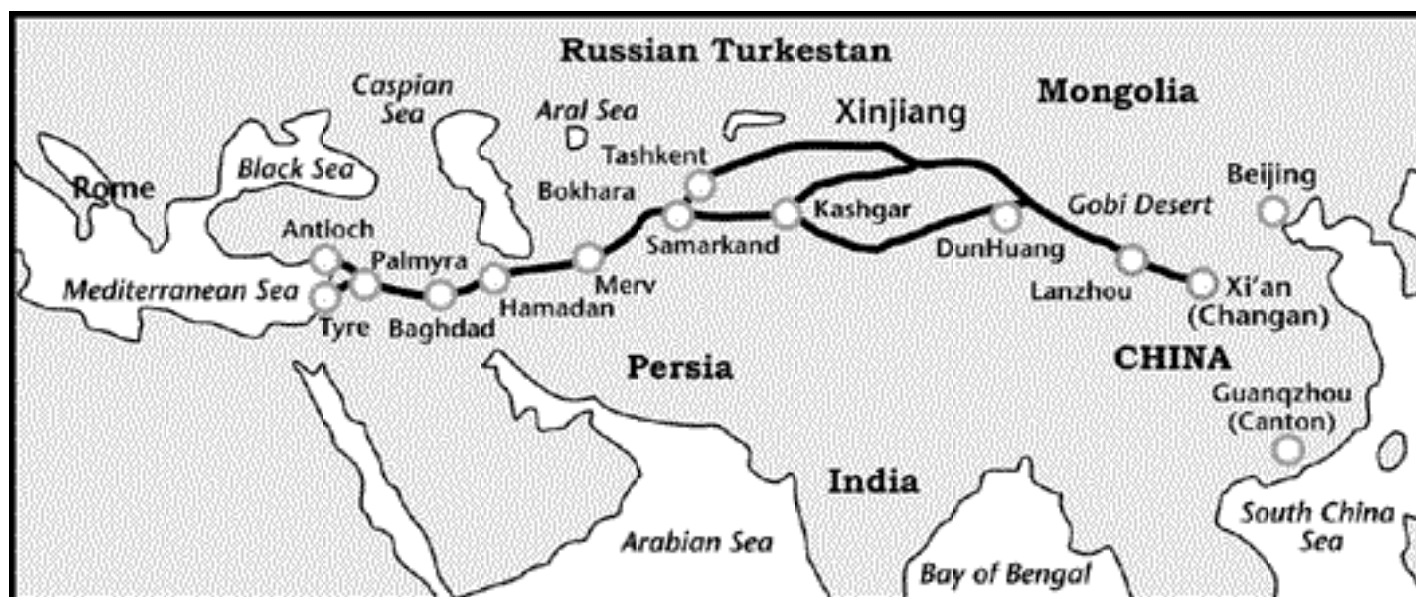 Russian Turkestan
Caspian
Sea
Aral Sea
Mongolia
Xinjiang
Black Sea
Rome
Tashkent
Bokhara
Beijing
Kashgar
Gobi Desert
Antloch
Samarkand
DunHuang
Palmyra
Mediterranean Sea
Merv
Lanzhou
Xi'an
(Changan)
Hamadan
Tyre
Baghdad
Persia
CHINA
Guanqzhou
(Canton)
India
Arabian Sea
South China
Sea
Bay of Bengal